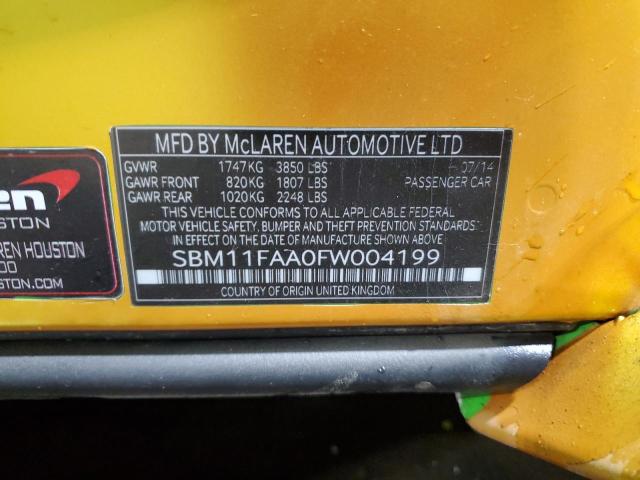 MFD BY McLAREN AUTOMOTIVE LTD
GVWR 1747KG 3850 LBS 07/14
GAWR FRONT 820KG 1807 LBS PASSENGER CAR
GAWR REAR 1020KG 2248 LBS
THIS VEHICLE CONFORMS TO ALL APPLICABLE FEDERAL
MOTOR VEHICLE SAFETY, BUMPER AND THEFT PREVENTION
STANDARDS IN EFFECT ON THE DATE OF MANUFACTURE SHOWN ABOVE
SBM11FAA0FW004199
COUNTRY OF ORIGIN UNITED KINGDOM
ren
USTON
AREN HOUSTON
00
STON.COM